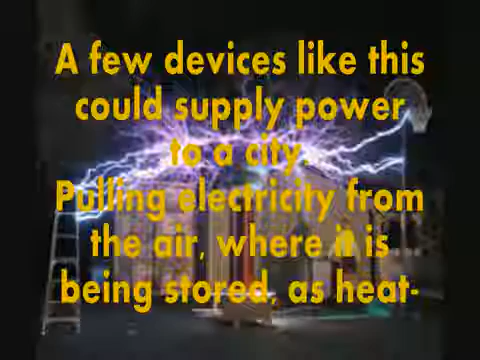 A few devices like this
could supply power
to a city.
Pulling electricity from
the air, where it is
being stored, as heat-